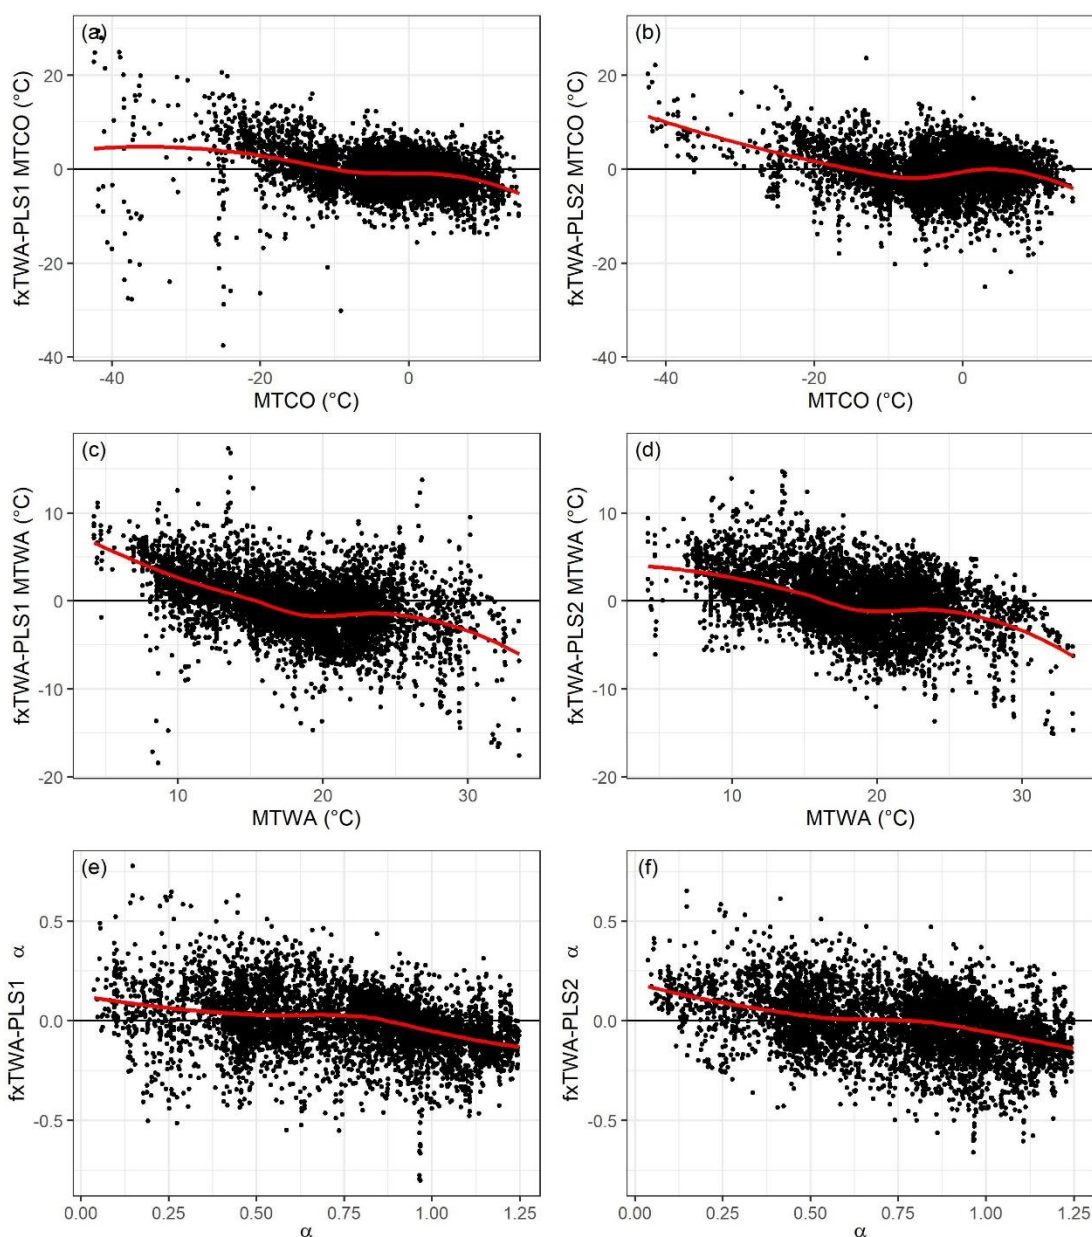 (a)
fxTWA-PLS1 MTCO (°C)
20
0
-20
-40
-40
-20
0
MTCO (°C)
(b)
fxTWA-PLS2 MTCO (°C)
20
0
-20
-40
-40
-20
0
MTCO (°C)
(c)
fxTWA-PLS1 MTWA (°C)
10
0
-10
-20
10
20
30
MTWA (°C)
(d)
fxTWA-PLS2 MTWA (°C)
10
0
-10
-20
10
20
30
MTWA (°C)
(e)
fxTWA-PLS1 α
0.5
0.0
-0.5
0.00
0.25
0.50
0.75
1.00
1.25
α
(f)
fxTWA-PLS2 α
0.5
0.0
-0.5
0.00
0.25
0.50
0.75
1.00
1.25
α